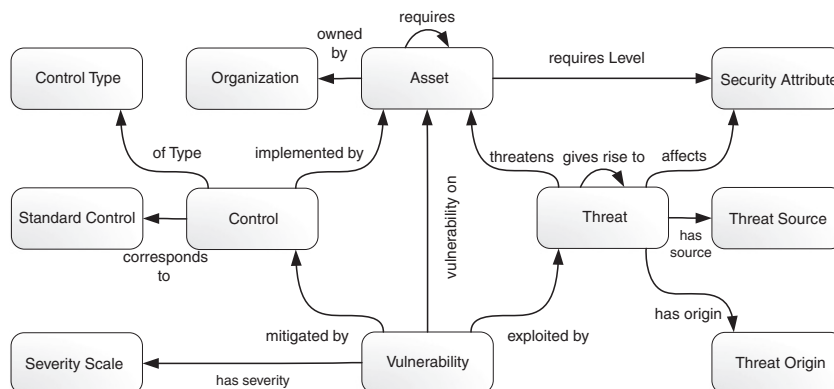 requires
owned
by
Control Type
Organization
Asset
requires Level
Security Attribute
of Type
implemented by
threatens
gives rise to
affects
vulnerability on
Standard Control
Control
Threat
Threat Source
corresponds
to
has
source
mitigated by
exploited by
has origin
Severity Scale
has severity
Vulnerability
Threat Origin